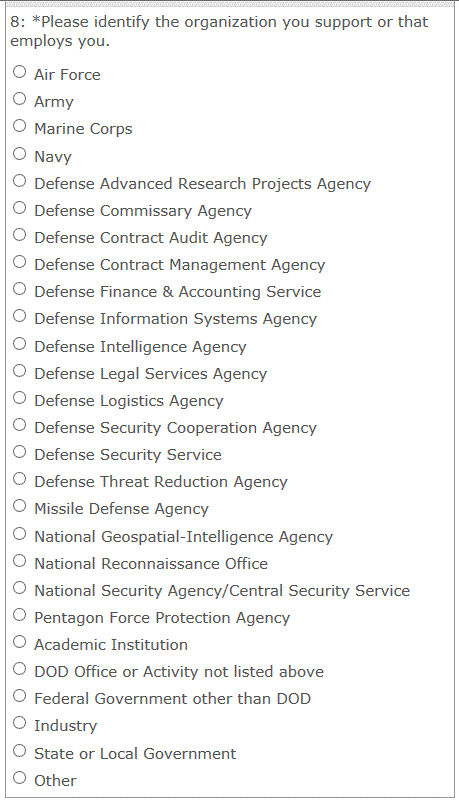 8: *Please identify the organization you support or that
employs you.
Air Force
Army
Marine Corps
Navy
Defense Advanced Research Projects Agency
Defense Commissary Agency
Defense Contract Audit Agency
Defense Contract Management Agency
Defense Finance & Accounting Service
Defense Information Systems Agency
Defense Intelligence Agency
Defense Legal Services Agency
Defense Logistics Agency
Defense Security Cooperation Agency
Defense Security Service
Defense Threat Reduction Agency
Missile Defense Agency
National Geospatial-Intelligence Agency
National Reconnaissance Office
National Security Agency/Central Security Service
Pentagon Force Protection Agency
Academic Institution
DOD Office or Activity not listed above
Federal Government other than DOD
Industry
State or Local Government
Other